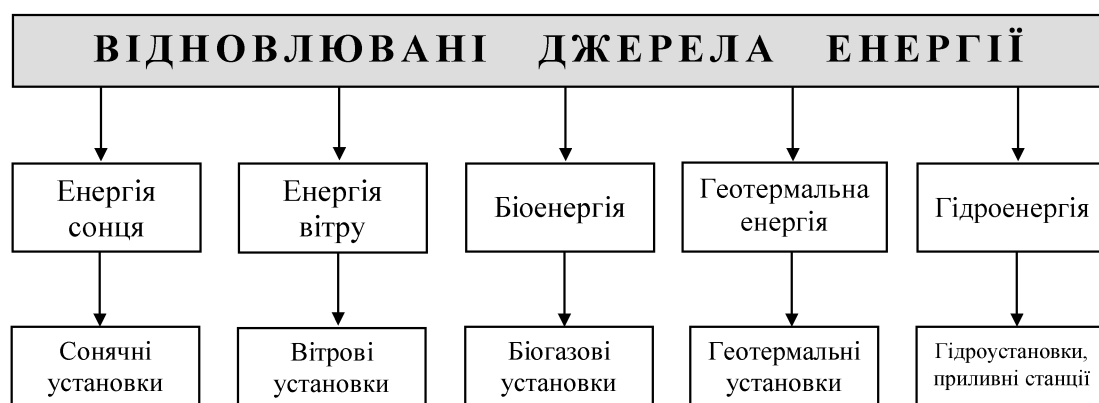 ВІДНОВЛЮВАНІ ДЖЕРЕЛА ЕНЕРГІЇ
Енергія
сонця
Енергія
вітру
Біоенергія
Геотермальна
енергія
Гідроенергія
Сонячні
установки
Вітрові
установки
Біогазові
установки
Геотермальні
установки
Гідроустановки,
приливні станції